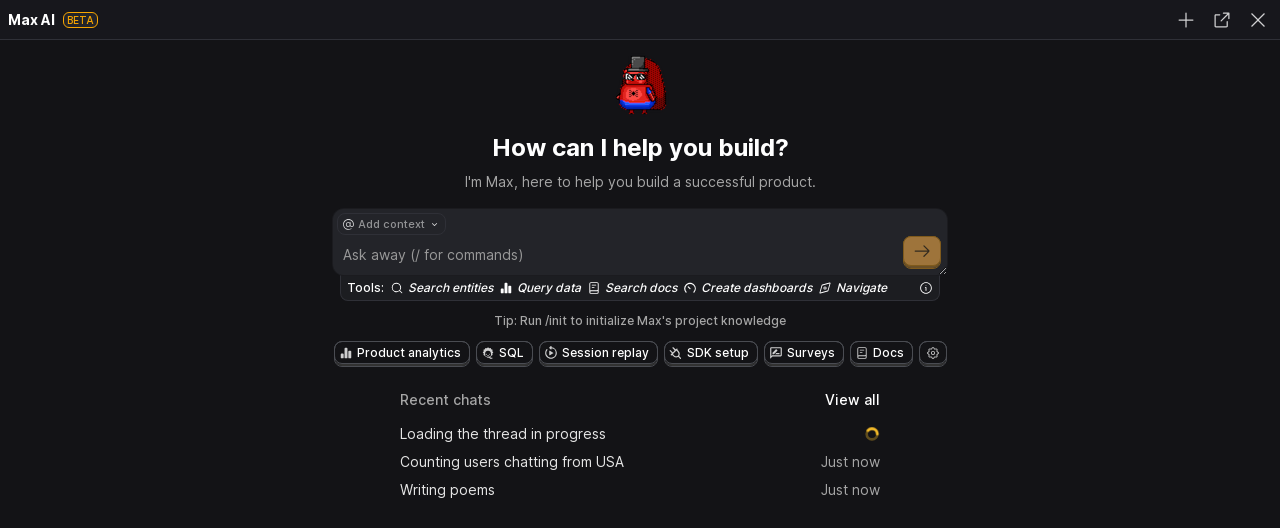 Max AI BETA
How can I help you build?
I'm Max, here to help you build a successful product.
@ Add context
Ask away (/ for commands)
Tools: Search entities Query data Search docs Create dashboards Navigate
Tip: Run /init to initialize Max's project knowledge
Product analytics SQL Session replay SDK setup Surveys Docs
Recent chats View all
Loading the thread in progress
Counting users chatting from USA Just now
Writing poems Just now